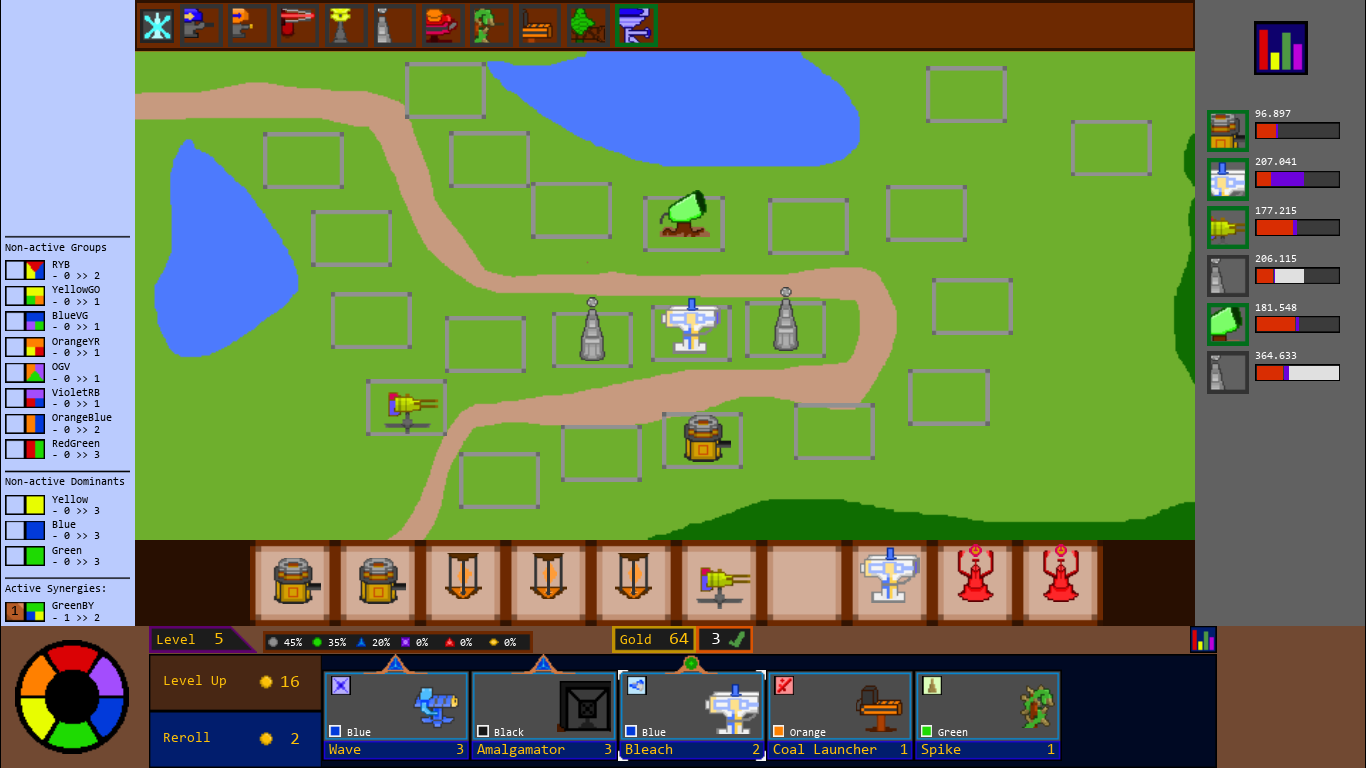 Non-active Groups
RYB
- 0 >> 2
YellowGO
- 0 >> 1
BlueVG
- 0 >> 1
OrangeYR
- 0 >> 1
OGV
- 0 >> 1
VioletRB
- 0 >> 1
OrangeBlue
- 0 >> 2
RedGreen
- 0 >> 3
Non-active Dominants
Yellow
- 0 >> 3
Blue
- 0 >> 3
Green
- 0 >> 3
Active Synergies:
1 GreenBY
- 1 >> 2
96.897
207.041
177.215
206.115
181.548
364.633
Level 5
45% 35% 20% 0% 0% 0%
Gold 64
3
Level Up 16
Reroll 2
Blue
Wave 3
Black
Amalgamator 3
Blue
Bleach 2
Orange
Coal Launcher 1
Green
Spike 1